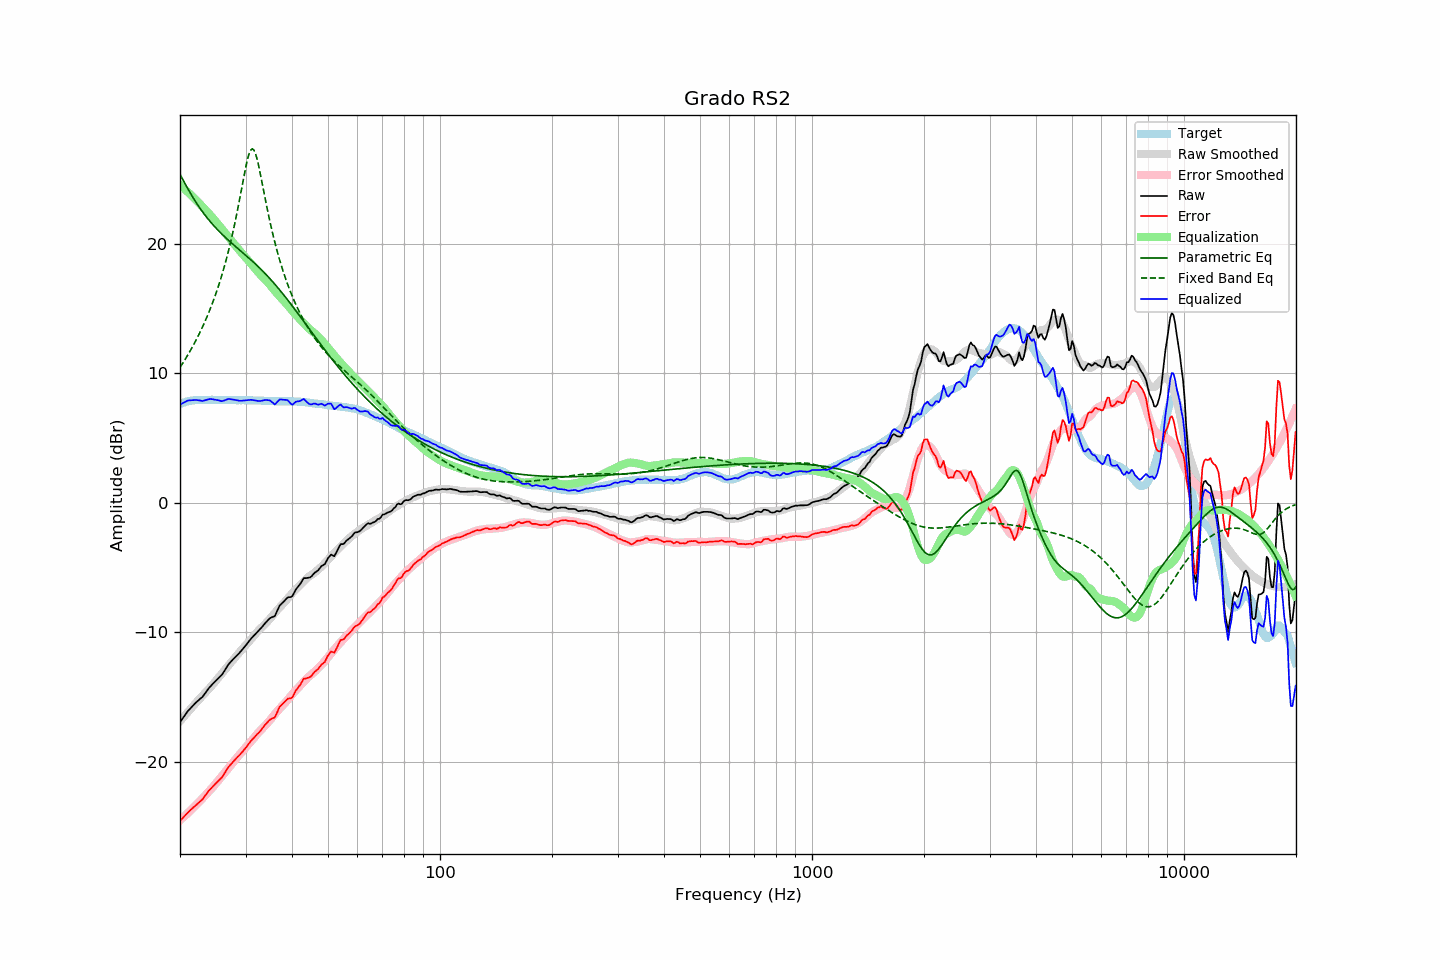 Grado RS2
Target
Raw Smoothed
Error Smoothed
Raw
Error
Equalization
Parametric Eq
Fixed Band Eq
Equalized
Amplitude (dBr)
20
10
0
−10
−20
100
1000
10000
Frequency (Hz)